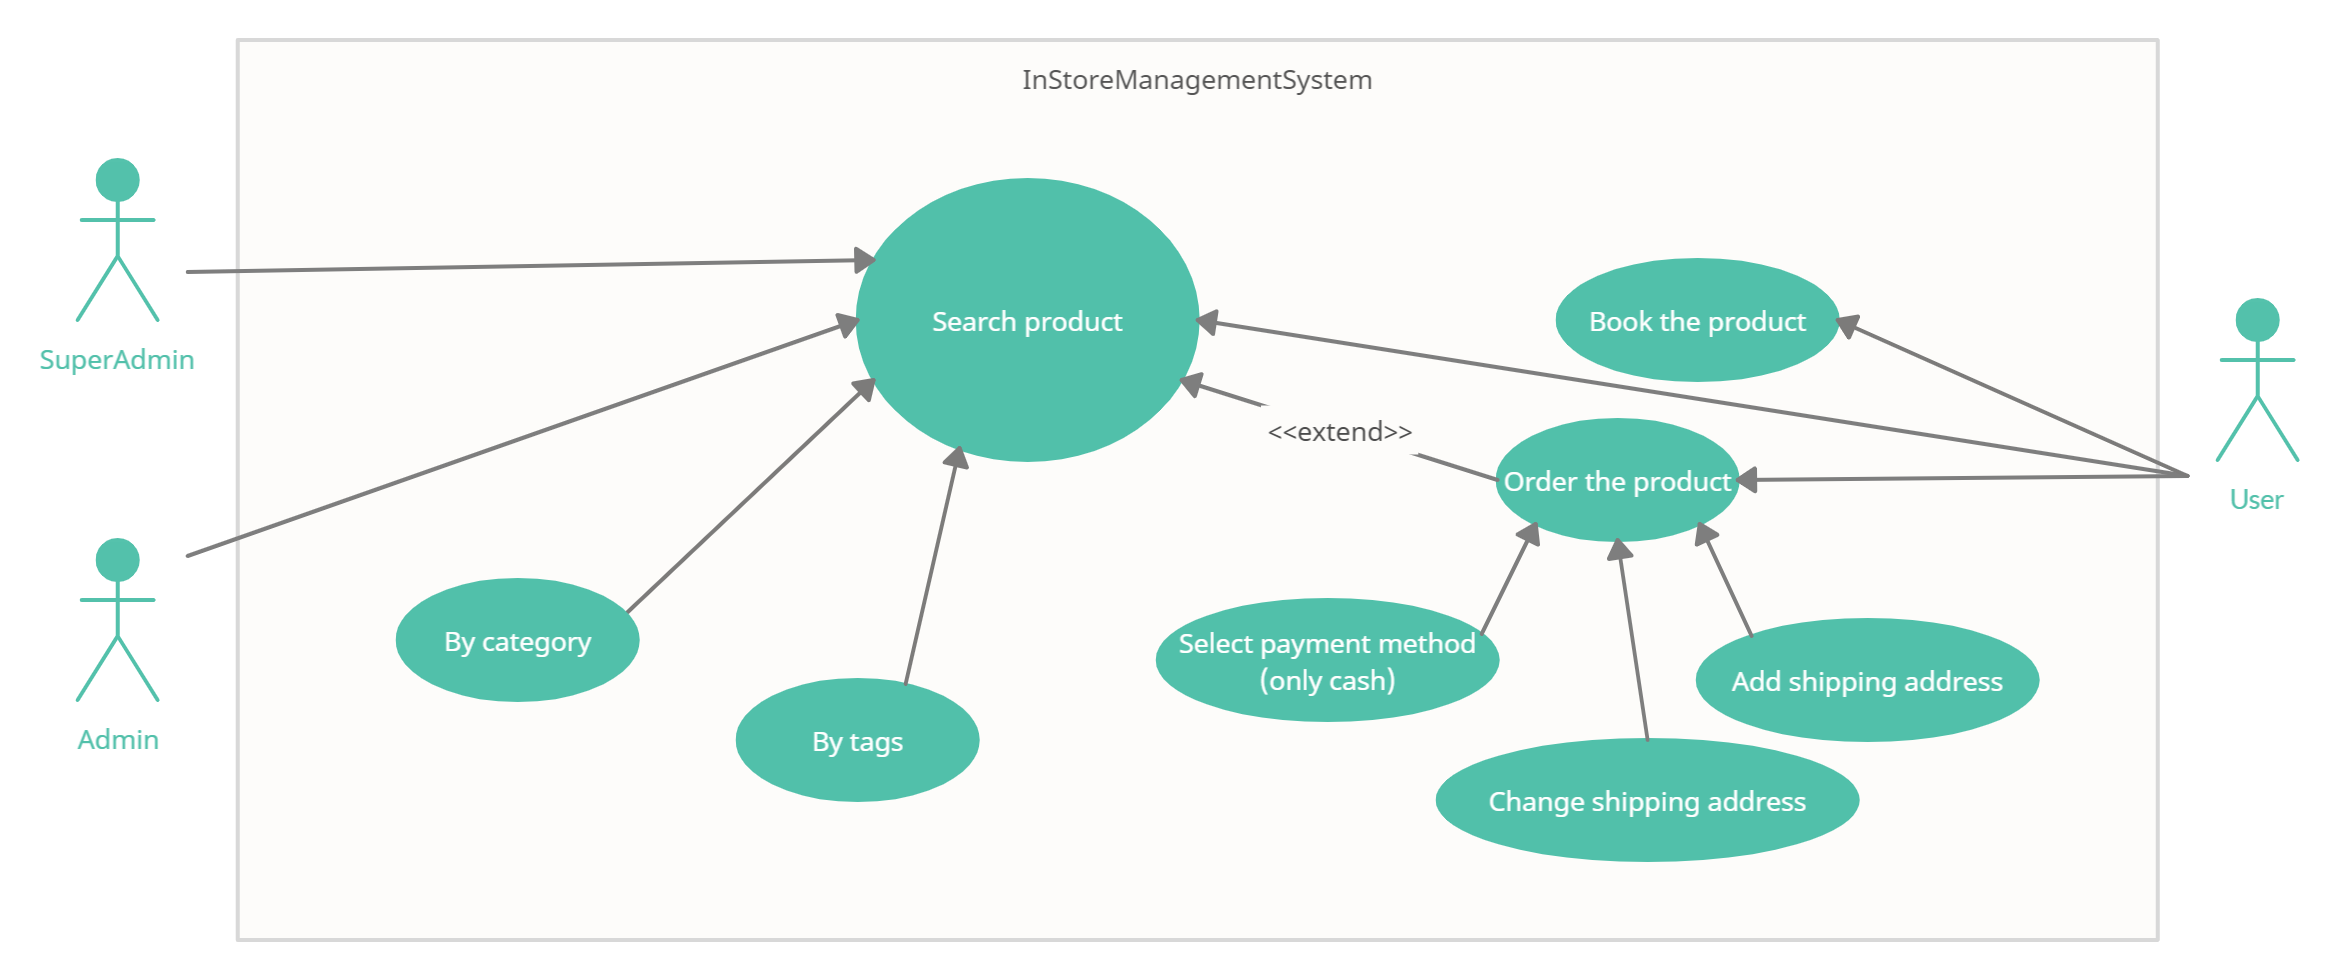 InStoreManagementSystem
SuperAdmin
Search product
Book the product
<<extend>>
Order the product
User
Admin
By category
By tags
Select payment method
(only cash)
Add shipping address
Change shipping address